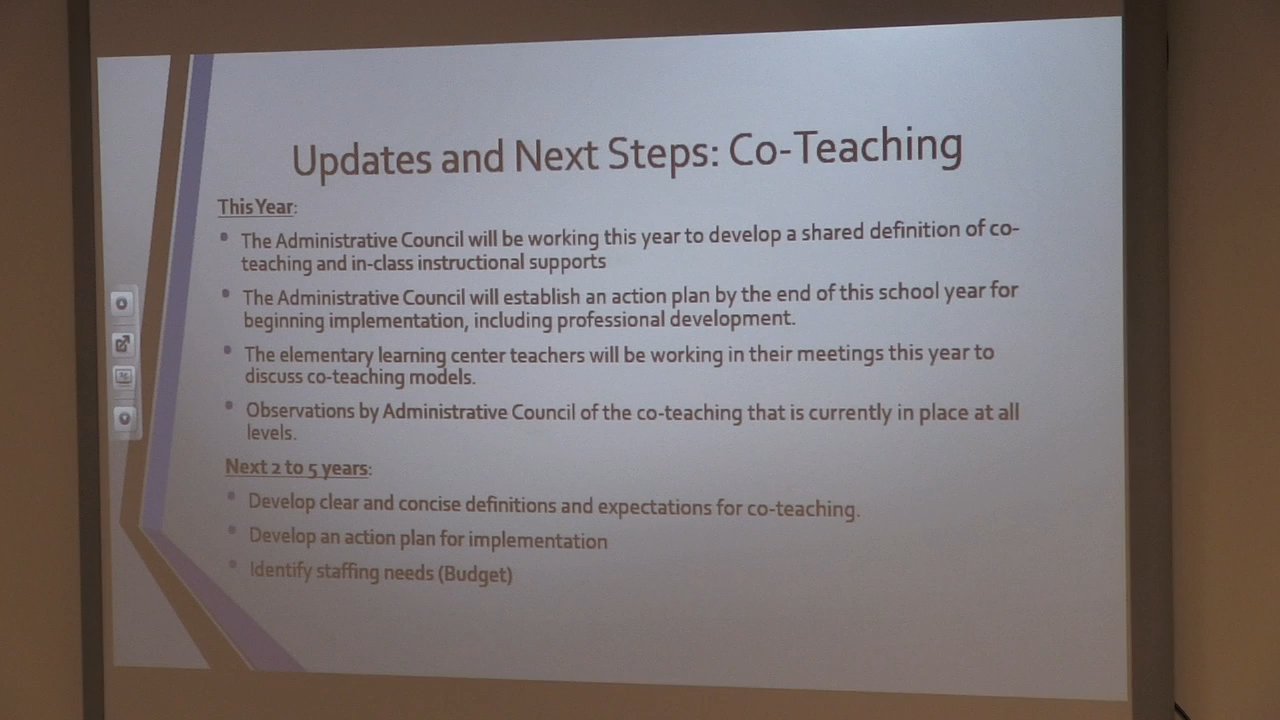 Updates and Next Steps: Co-Teaching
This Year:
The Administrative Council will be working this year to develop a shared definition of co-
teaching and in-class instructional supports
The Administrative Council will establish an action plan by the end of this school year for
beginning implementation, including professional development.
The elementary learning center teachers will be working in their meetings this year to
discuss co-teaching models.
Observations by Administrative Council of the co-teaching that is currently in place at all
levels.
Next 2 to 5 years:
Develop clear and concise definitions and expectations for co-teaching.
Develop an action plan for implementation
Identify staffing needs (Budget)